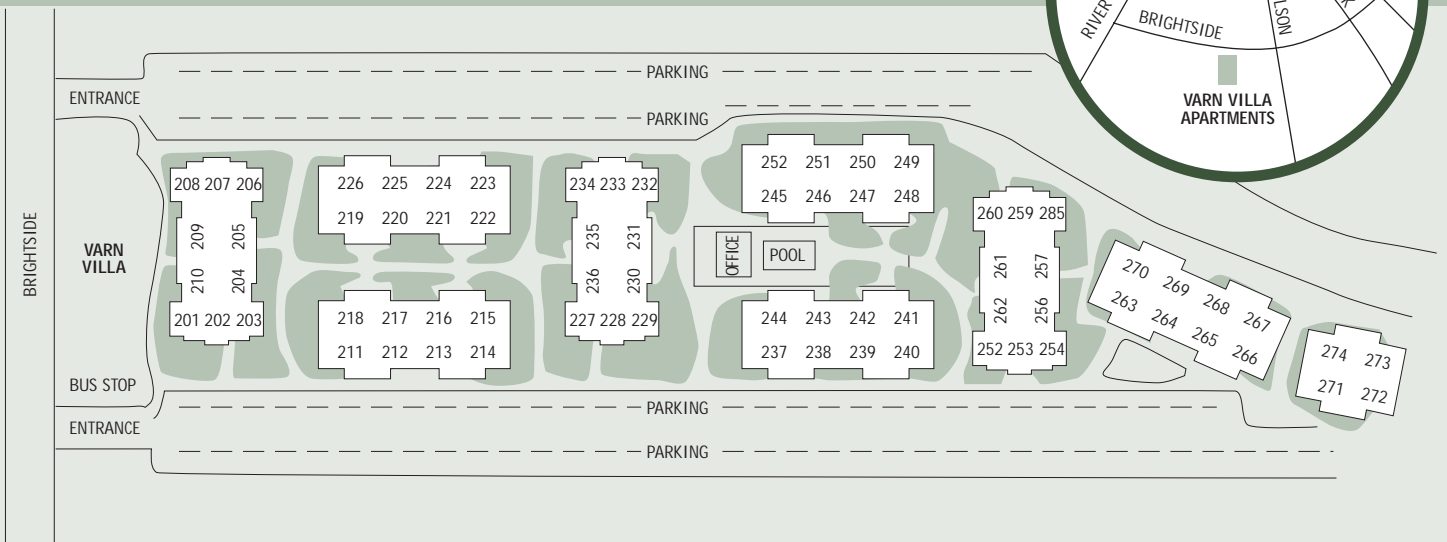 RIVER
BRIGHTSIDE
LSON
K
VARN VILLA
APARTMENTS
PARKING
ENTRANCE
PARKING
BRIGHTSIDE
VARN
VILLA
208 207 206
209 205
210 204
201 202 203
226 225 224 223
219 220 221 222
218 217 216 215
211 212 213 214
234 233 232
235 231
236 230
227 228 229
252 251 250 249
245 246 247 248
OFFICE
POOL
244 243 242 241
237 238 239 240
260 259 285
261 257
262 256
252 253 254
270 269 268 267
263 264 265 266
274 273
271 272
BUS STOP
PARKING
ENTRANCE
PARKING